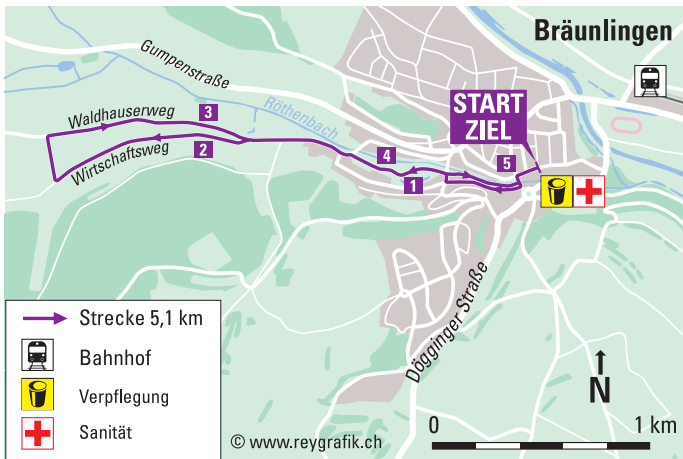 Bräunlingen
Gumpenstraße
START
ZIEL
Röthenbach
Waldhauserweg
3
Wirtschaftsweg
2
4
1
5
Dögginger Straße
Strecke 5,1 km
Bahnhof
Verpflegung
Sanität
© www.reygrafik.ch
N
0
1 km